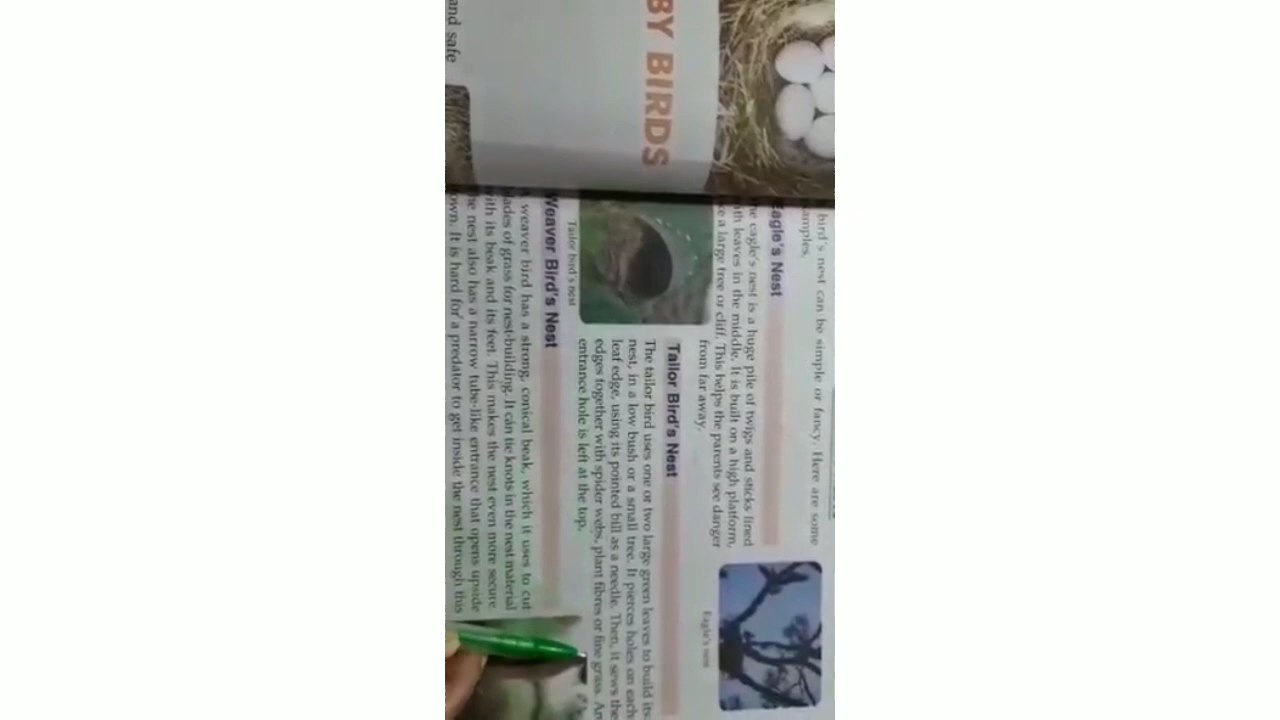 BY BIRDS
and safe
bird's nest can be simple or fancy. Here are some
Eagle's Nest
eagle's nest is a huge pile of twigs and sticks lined
leaves in the middle. It is built on a high platform,
a large tree or cliff. This helps the parents see danger
from far away.
Eagle's nest
Tailor Bird's Nest
The tailor bird uses one or two large green leaves to build its
nest, in a low bush or a small tree. It pierces holes on each
leaf edge, using its pointed bill as a needle. Then, it sews the
edges together with spider webs, plant fibres or fine grass. An
entrance hole is left at the top.
Tailor bird's nest
Weaver Bird's Nest
A weaver bird has a strong, conical beak, which it uses to cut
blades of grass for nest-building. It can tie knots in the nest material
with its beak and its feet. This makes the nest even more secure.
nest also has a narrow tube-like entrance that opens upside
It is hard for a predator to get inside the nest through this